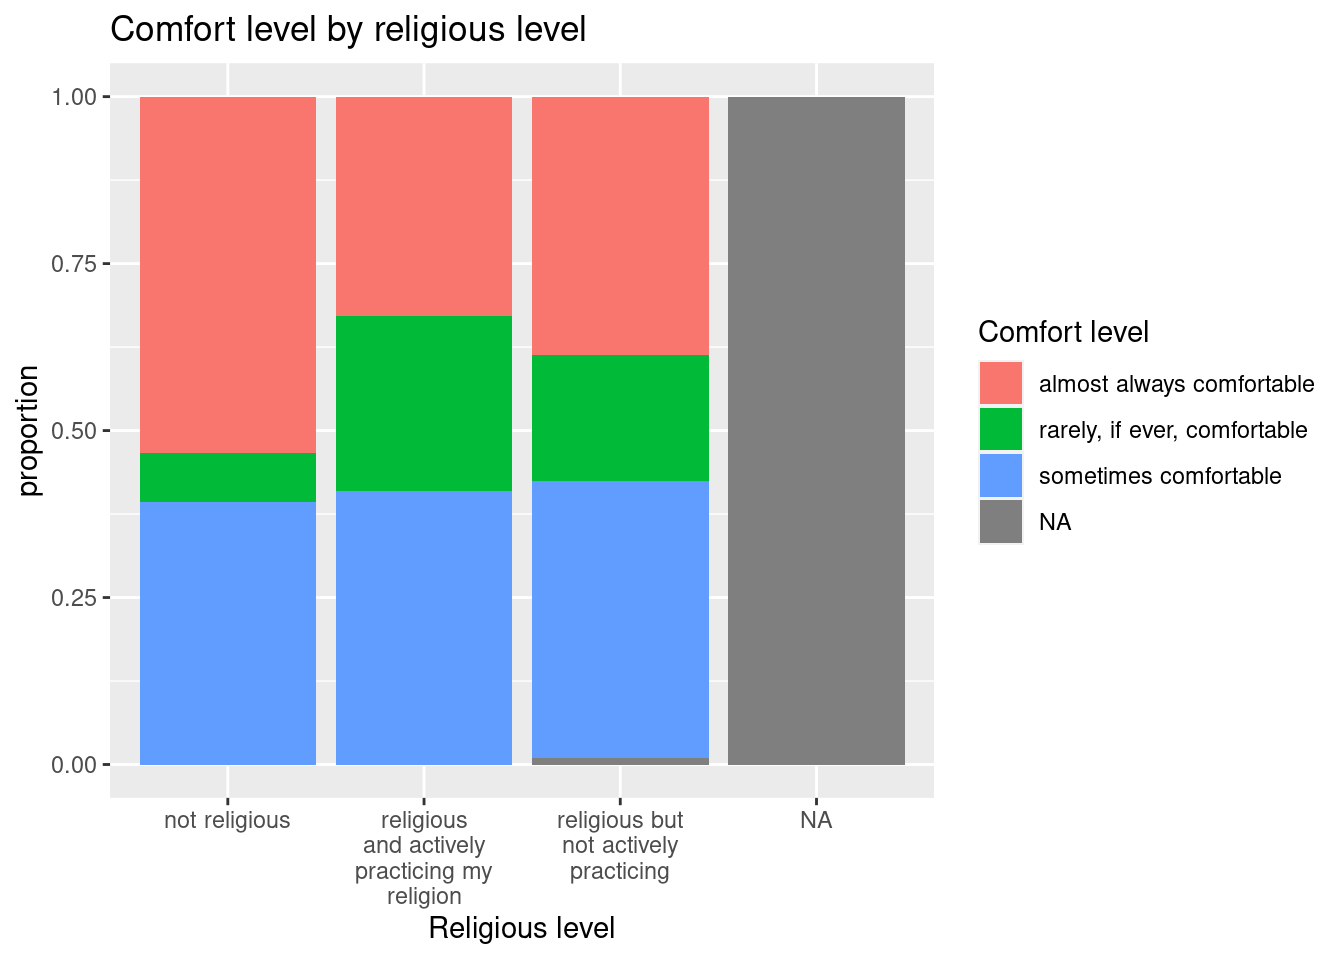 Comfort level by religious level
proportion
1.00
0.75
0.50
0.25
0.00
not religious
religious
and actively
practicing my
religion
religious but
not actively
practicing
NA
Religious level
Comfort level
almost always comfortable
rarely, if ever, comfortable
sometimes comfortable
NA